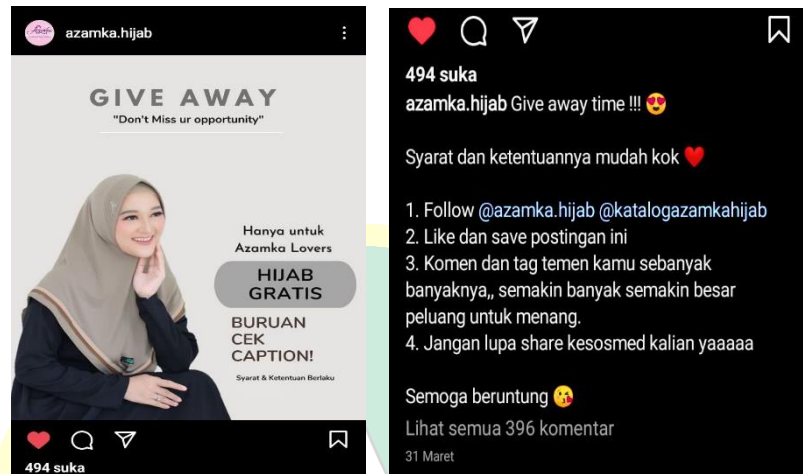 azamka.hijab
GIVE AWAY
"Don't Miss ur opportunity"
Hanya untuk
Azamka Lovers
HIJAB
GRATIS
BURUAN
CEK
CAPTION!
Syarat & Ketentuan Berlaku
494 suka
494 suka
azamka.hijab Give away time !!! 😍
Syarat dan ketentuannya mudah kok ♥️
1. Follow @azamka.hijab @katalogazamkahijab
2. Like dan save postingan ini
3. Komen dan tag temen kamu sebanyak
banyaknya,, semakin banyak semakin besar
peluang untuk menang.
4. Jangan lupa share kesosmed kalian yaaaaa
Semoga beruntung 😘
Lihat semua 396 komentar
31 Maret